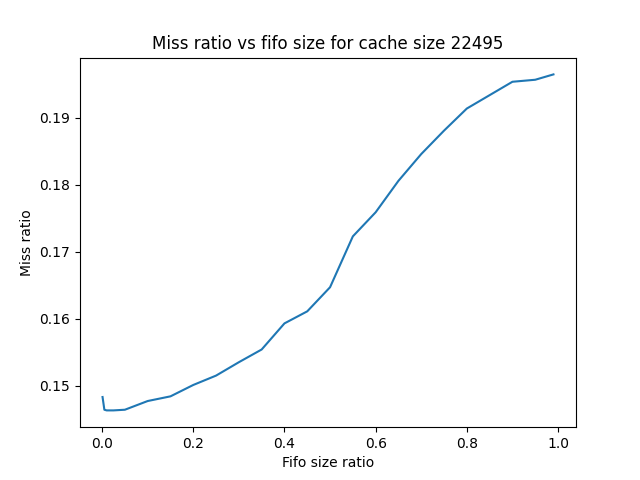 Miss ratio vs fifo size for cache size 22495
Miss ratio
0.19
0.18
0.17
0.16
0.15
0.0 0.2 0.4 0.6 0.8 1.0
Fifo size ratio